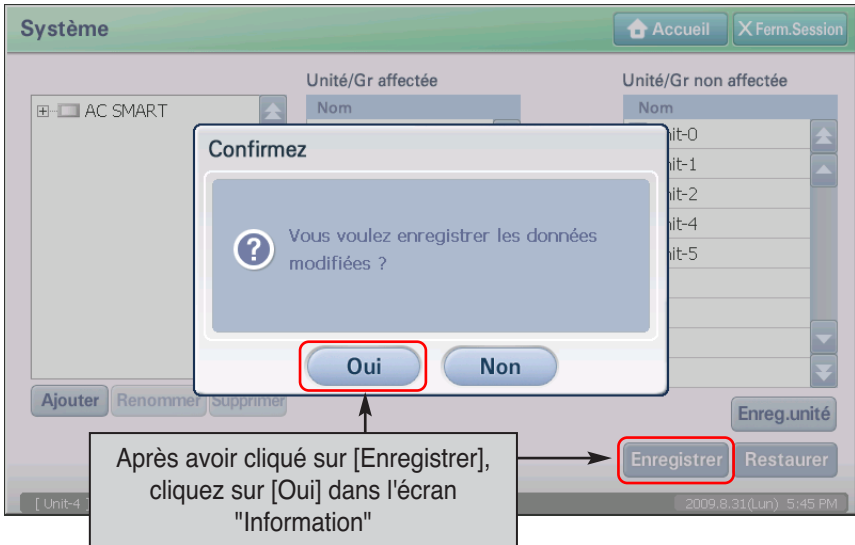 Système
Accueil
X Ferm.Session
Unité/Gr affectée
Unité/Gr non affectée
AC SMART
Nom
Nom
Confirmez
nit-0
nit-1
nit-2
nit-4
nit-5
Vous voulez enregistrer les données
modifiées ?
Oui
Non
Ajouter
Renommer
Supprimer
Enreg.unité
Après avoir cliqué sur [Enregistrer],
cliquez sur [Oui] dans l'écran
"Information"
Enregistrer
Restaurer
[ Unit-4 ]
2009,8,31(Lun) 5:45 PM